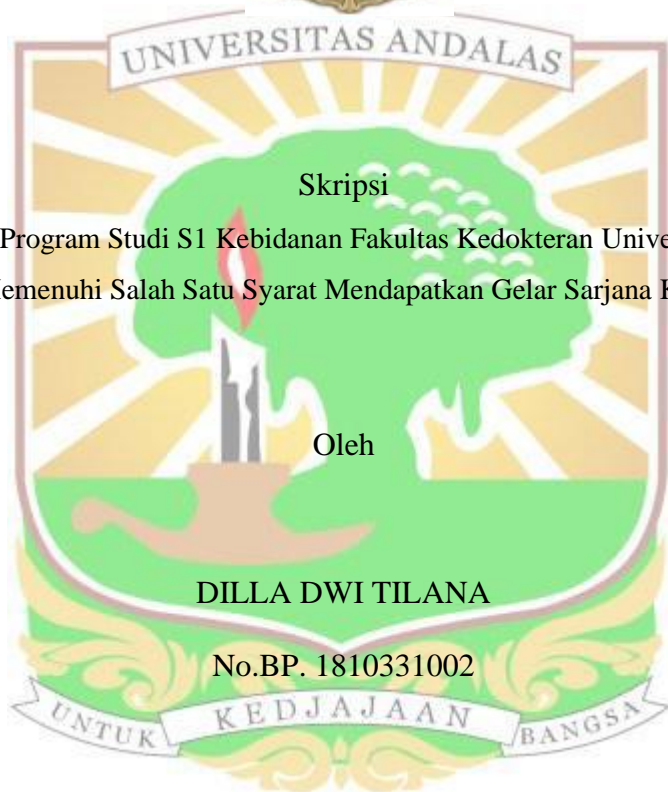 UNIVERSITAS ANDALAS
Skripsi
Program Studi S1 Kebidanan Fakultas Kedokteran
Memenuhi Salah Satu Syarat Mendapatkan Gelar Sarjana
Oleh
DILLA DWI TILANA
No.BP. 1810331002
UNTUK KEDJAJAAN BANGSA